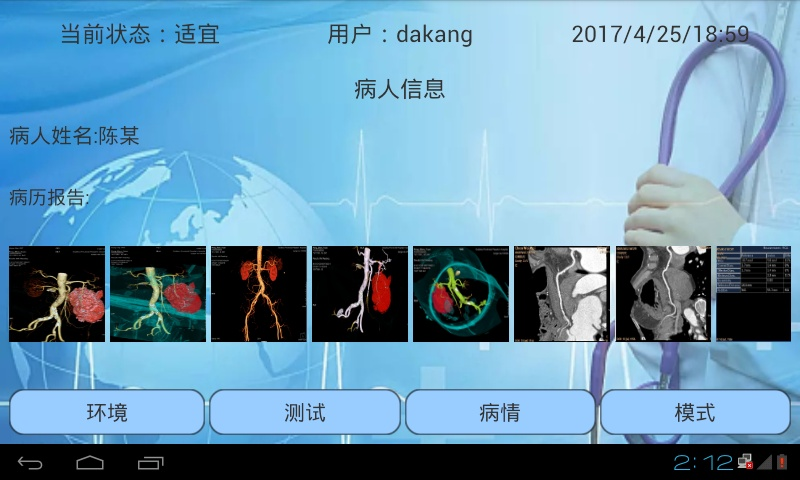 当前状态：适宜 用户：dakang 2017/4/25/18:59
病人信息
病人姓名:陈某
病历报告:
环境 测试 病情 模式
2:12